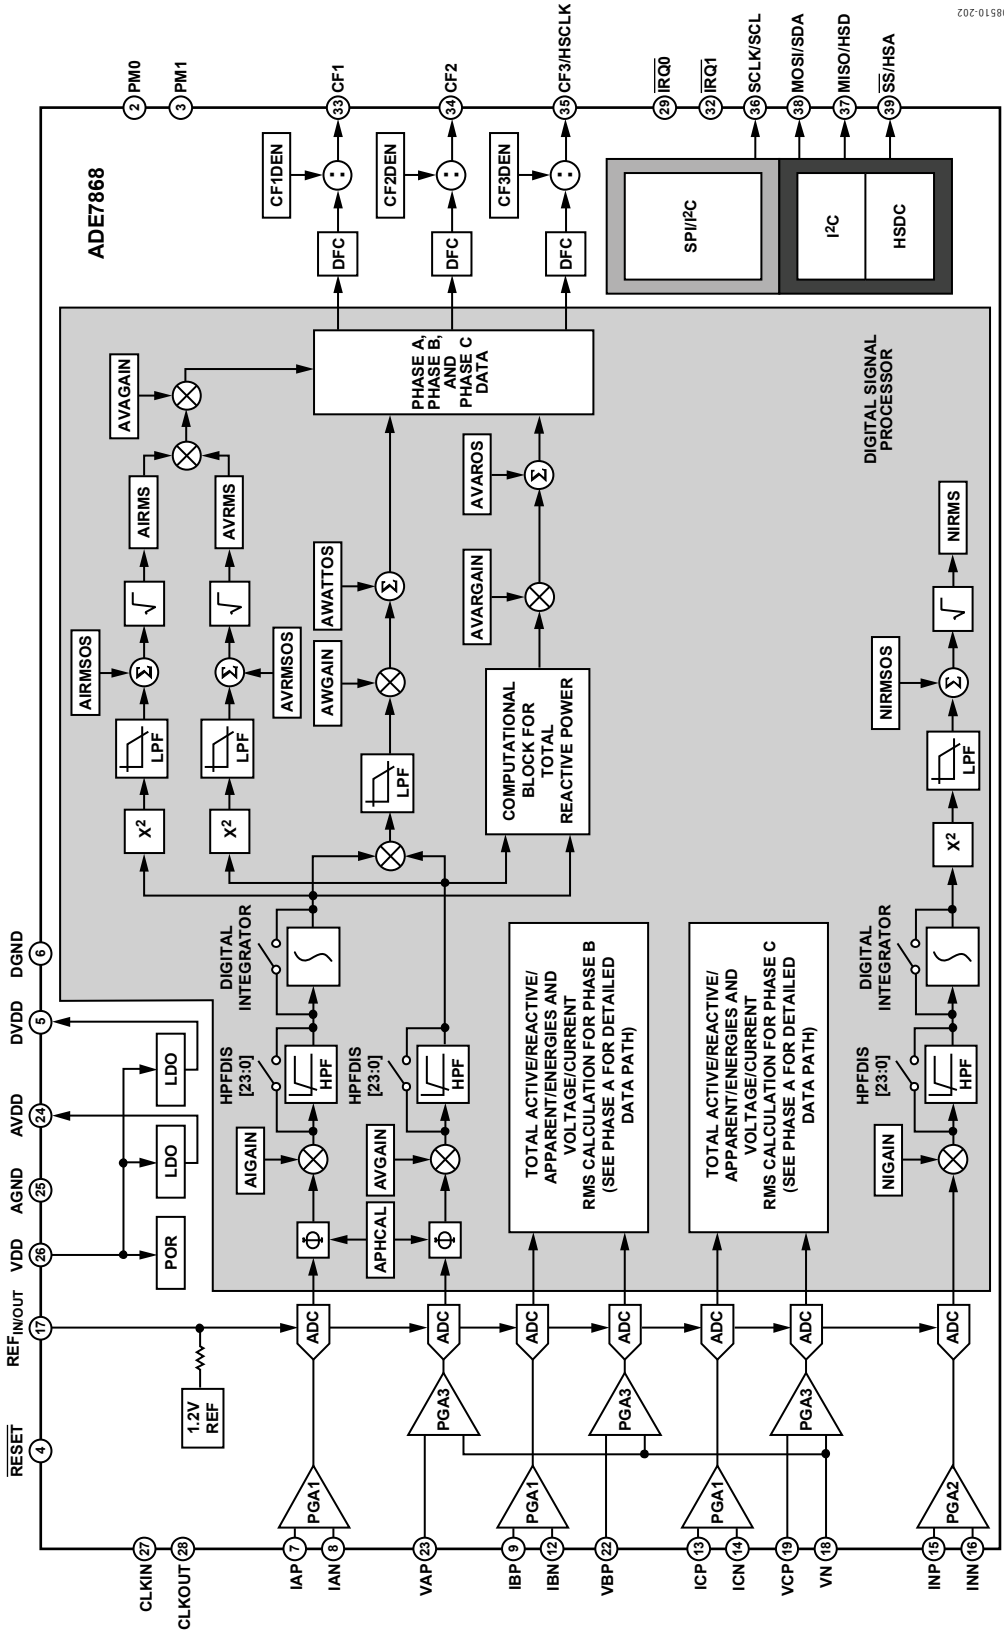 08510-202
ADE7868
RESET
4
REF IN/OUT
17
VDD
26
AGND
25
AVDD
24
DVDD
5
DGND
6
CLKIN
27
CLKOUT
28
1.2V
REF
POR
LDO
LDO
2
PM0
3
PM1
IAP
7
IAN
8
PGA1
ADC
Φ
AIGAIN
HPFDIS
[23:0]
HPF
DIGITAL
INTEGRATOR
∫
X²
LPF
AIRMSOS
Σ
√
AIRMS
AVAGAIN
X²
LPF
AVRMSOS
Σ
√
AVRMS
VAP
23
PGA3
ADC
APHCAL
Φ
AVGAIN
HPFDIS
[23:0]
HPF
LPF
AWGAIN
AWATTOS
Σ
COMPUTATIONAL
BLOCK FOR
TOTAL
REACTIVE POWER
AVARGAIN
AVAROS
Σ
PHASE A,
PHASE B,
AND
PHASE C
DATA
DFC
CF1DEN
:
33
CF1
DFC
CF2DEN
:
34
CF2
DFC
CF3DEN
:
35
CF3/HSCLK
IBP
9
IBN
12
PGA1
ADC
VBP
22
PGA3
ADC
TOTAL ACTIVE/REACTIVE/
APPARENT/ENERGIES AND
VOLTAGE/CURRENT
RMS CALCULATION FOR PHASE B
(SEE PHASE A FOR DETAILED
DATA PATH)
ICP
13
ICN
14
PGA1
ADC
VCP
19
VN
18
PGA3
ADC
TOTAL ACTIVE/REACTIVE/
APPARENT/ENERGIES AND
VOLTAGE/CURRENT
RMS CALCULATION FOR PHASE C
(SEE PHASE A FOR DETAILED
DATA PATH)
29
IRQ0
32
IRQ1
36
SCLK/SCL
38
MOSI/SDA
37
MISO/HSD
39
SS/HSA
SPI/I²C
I²C
HSDC
DIGITAL SIGNAL
PROCESSOR
INP
15
INN
16
PGA2
ADC
NIGAIN
HPFDIS
[23:0]
HPF
DIGITAL
INTEGRATOR
∫
X²
LPF
NIRMSOS
Σ
√
NIRMS